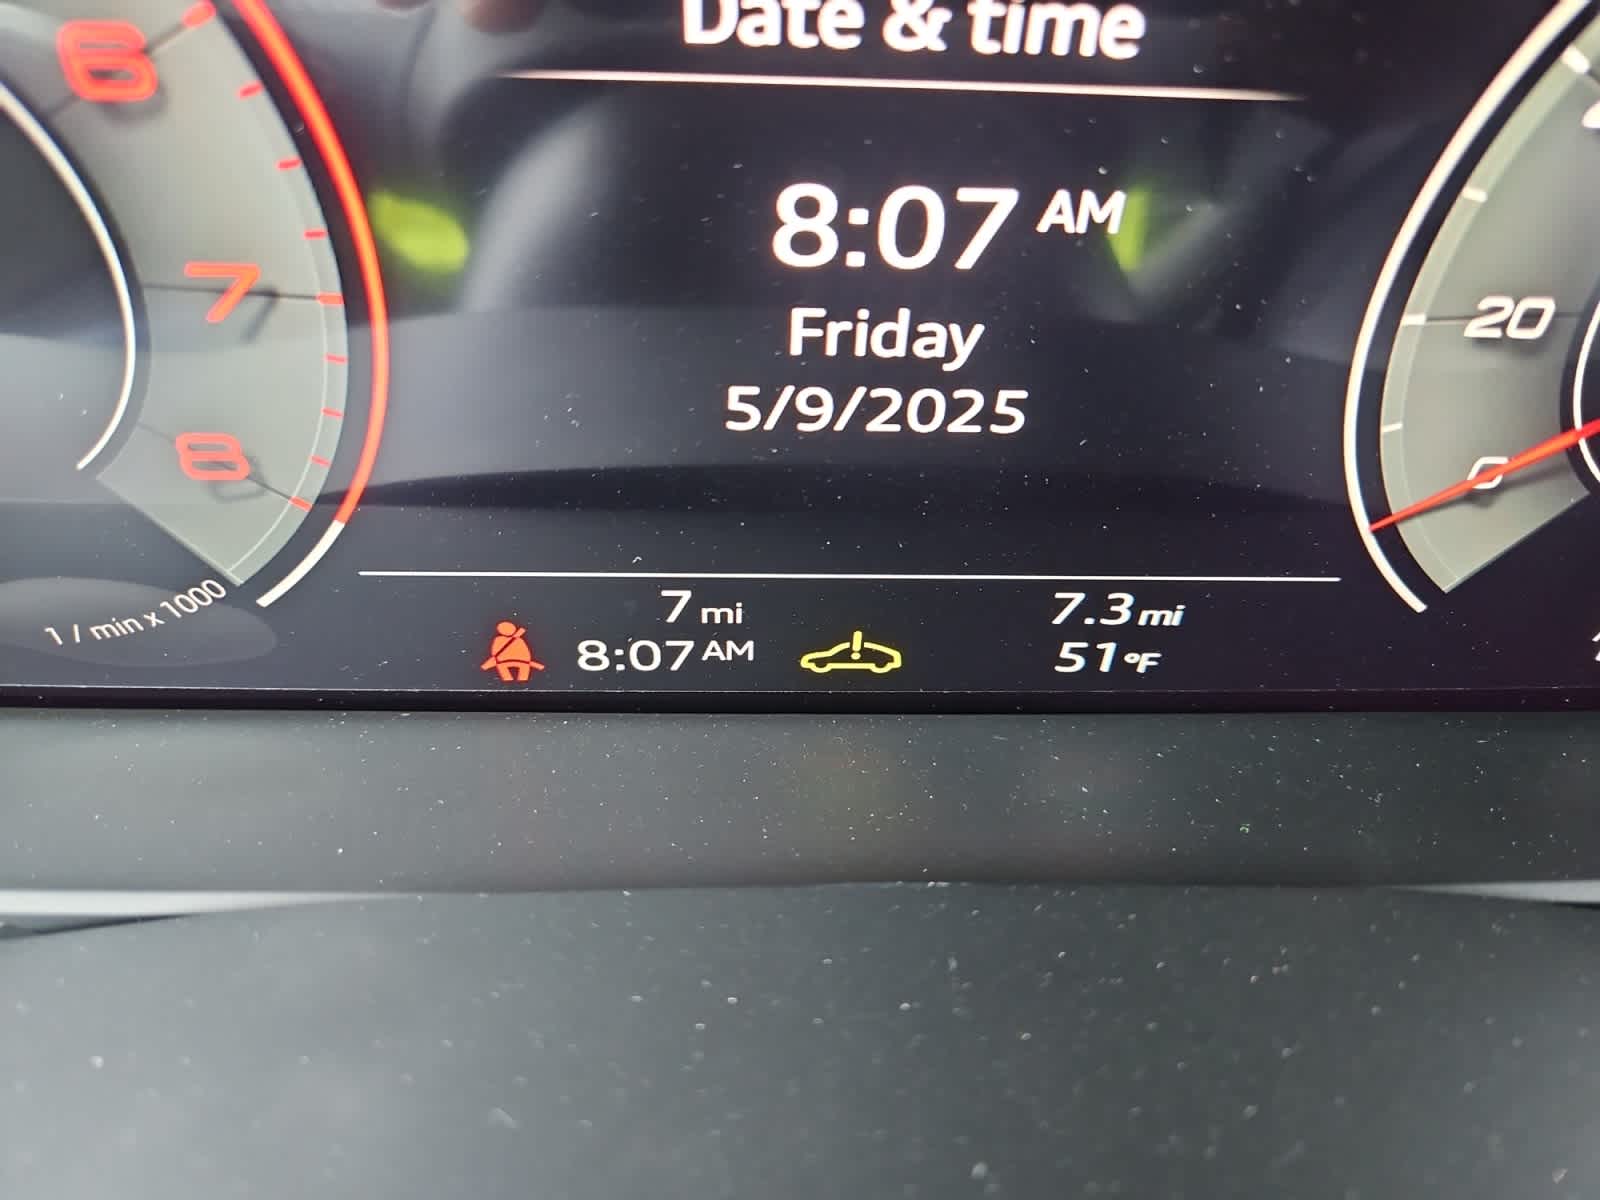 Date & time
6
8:07 AM
7
20
Friday
5/9/2025
8
0
1 / min x 1000
7 mi
7.3 mi
8:07 AM
51°F